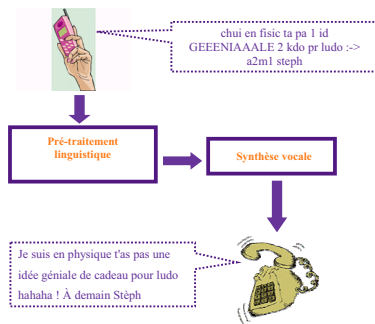 chui en fisic ta pa 1 id
GEEENIAAALE 2 kdo pr ludo :->
a2m1 steph
Pré-traitement
linguistique
Synthèse vocale
Je suis en physique t'as pas une
idée géniale de cadeau pour ludo
hahaha ! À demain Stèph